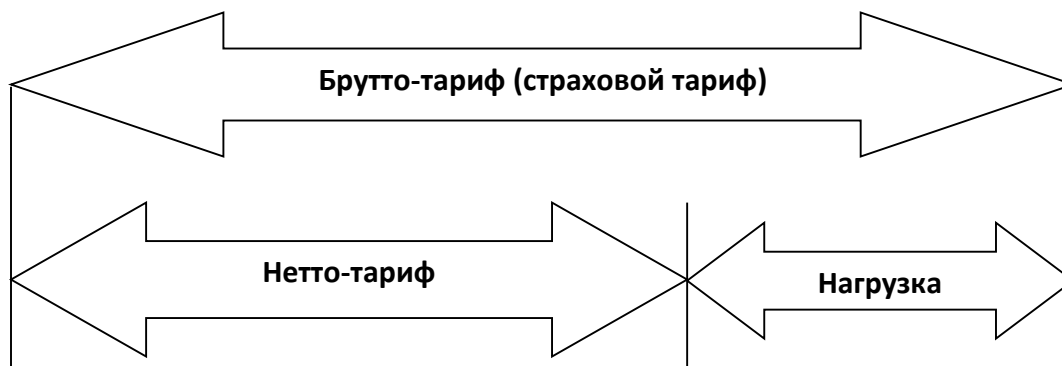 Брутто-тариф (страховой тариф)
Нетто-тариф
Нагрузка